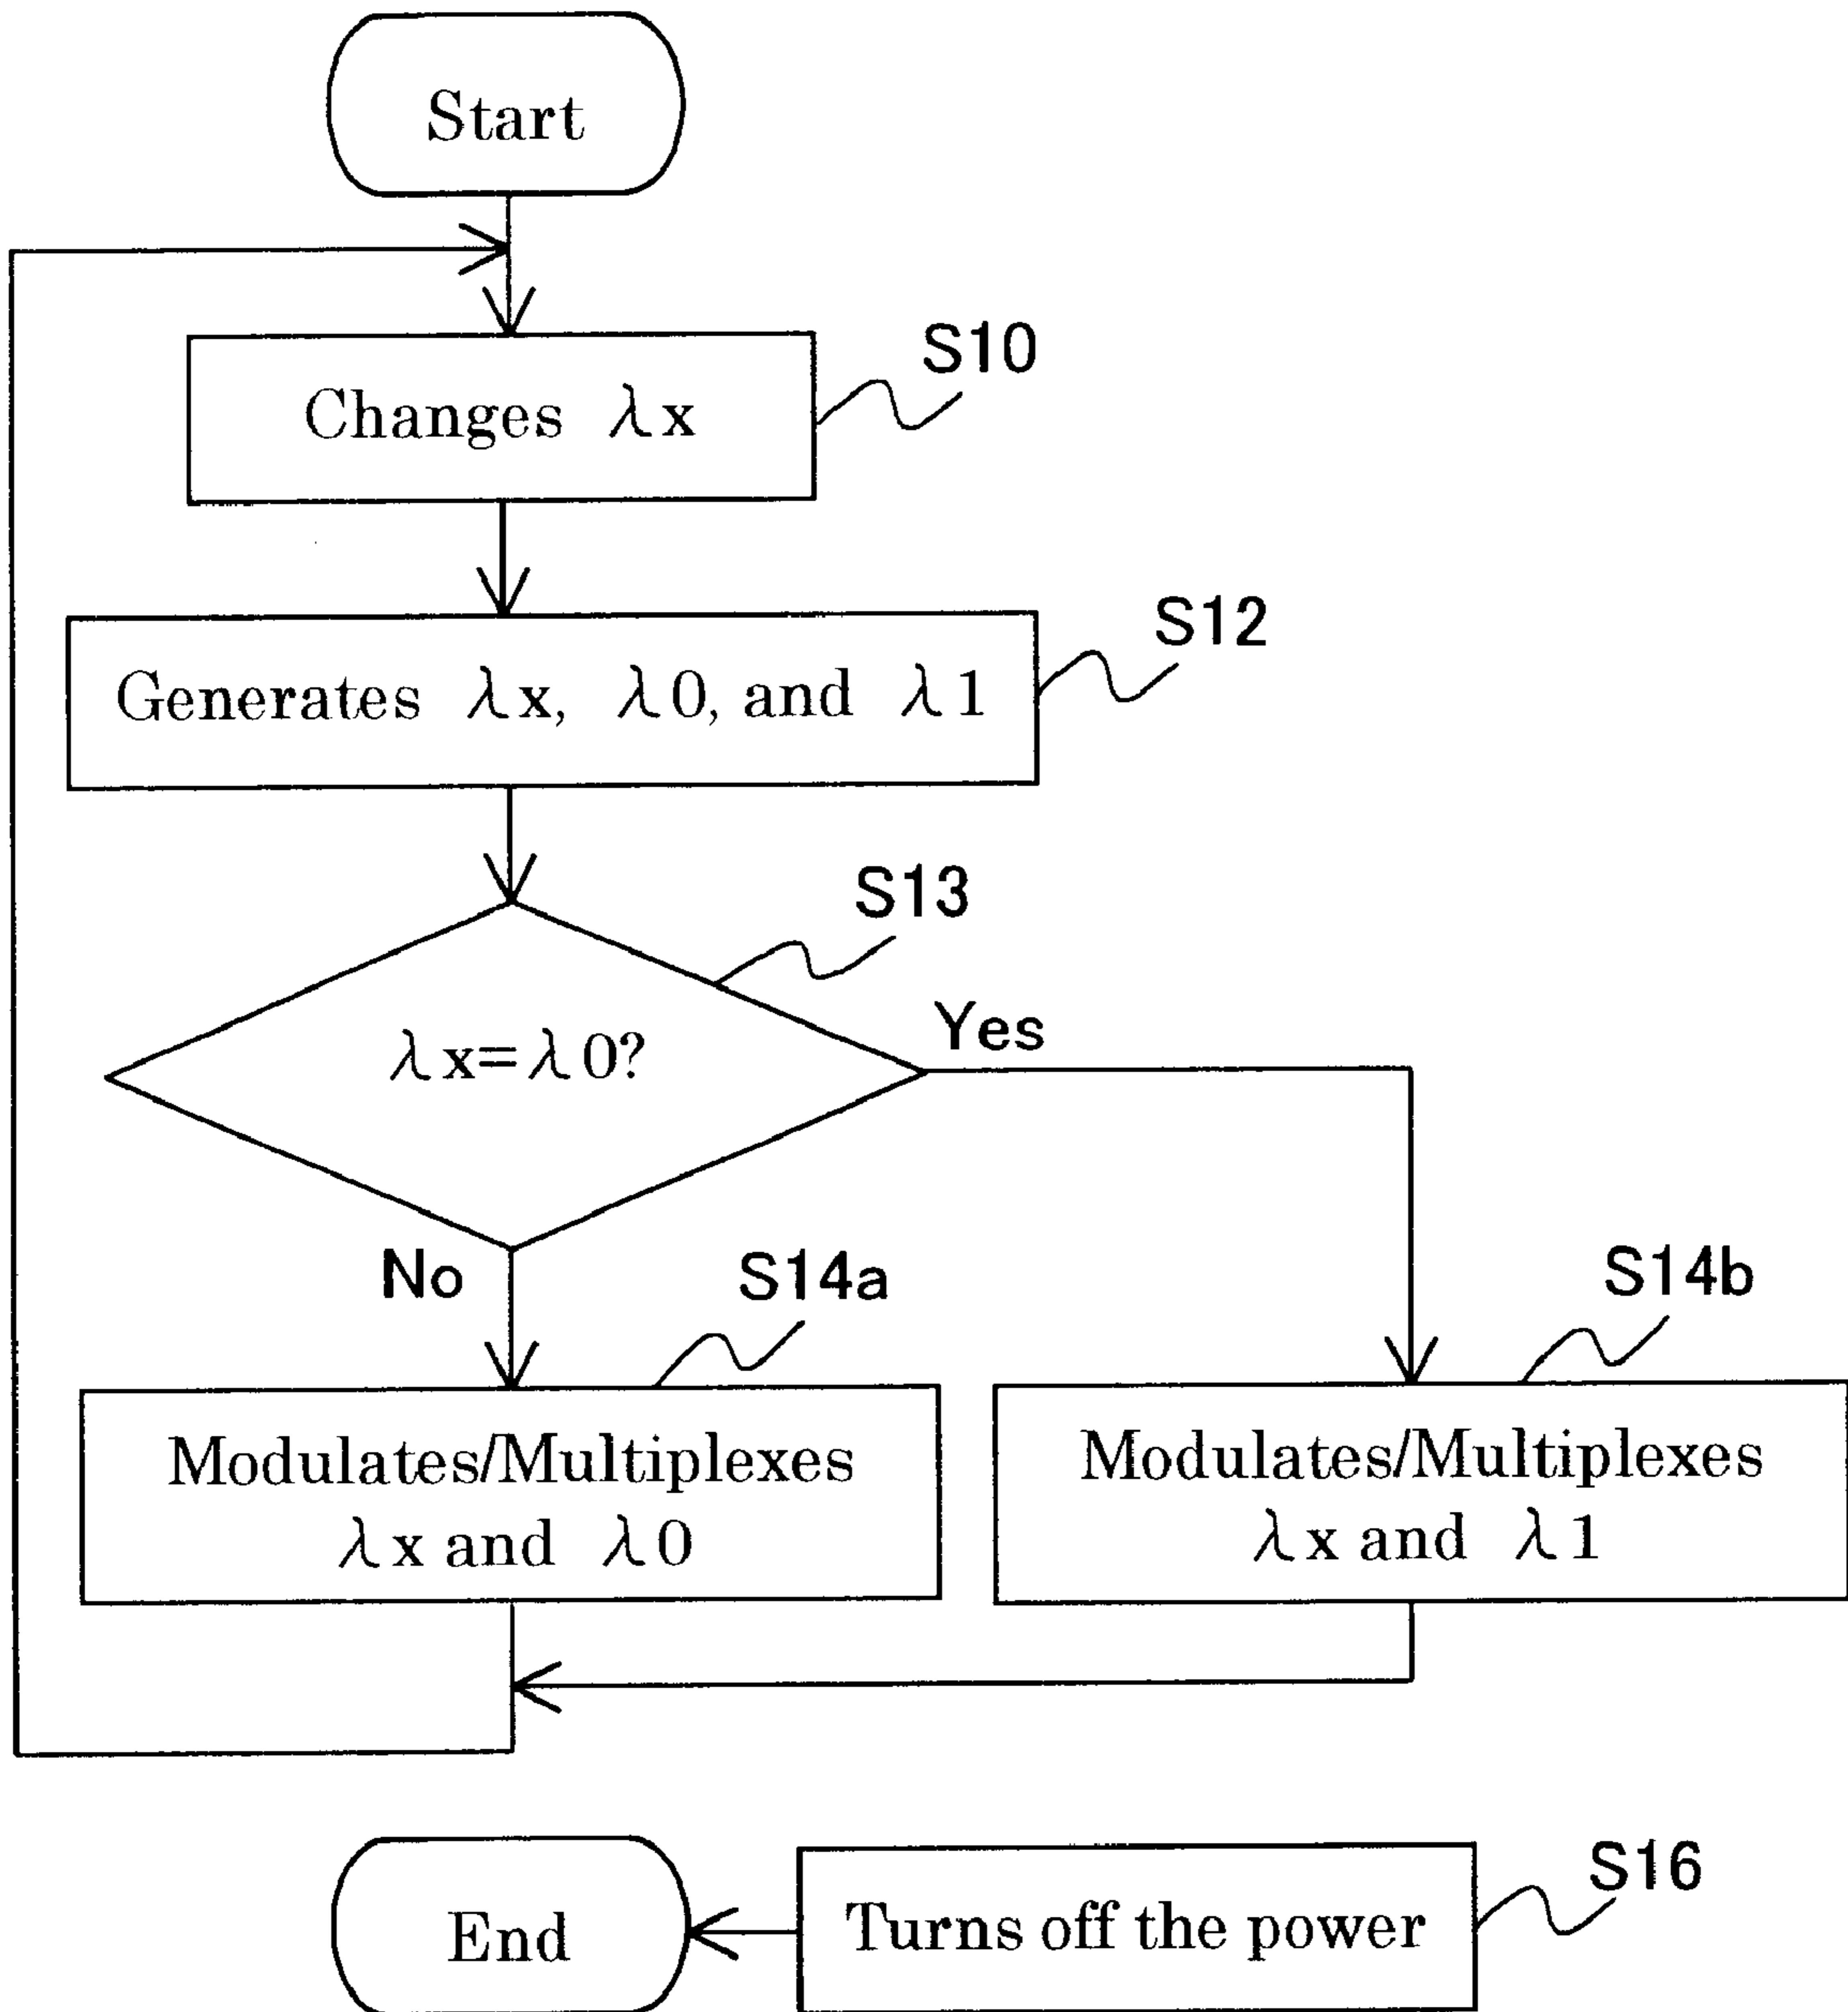 Start
S10
Changes λx
S12
Generates λx, λ0, and λ1
S13
λx=λ0?
Yes
No
S14a
S14b
Modulates/Multiplexes
λx and λ0
Modulates/Multiplexes
λx and λ1
S16
End
Turns off the power